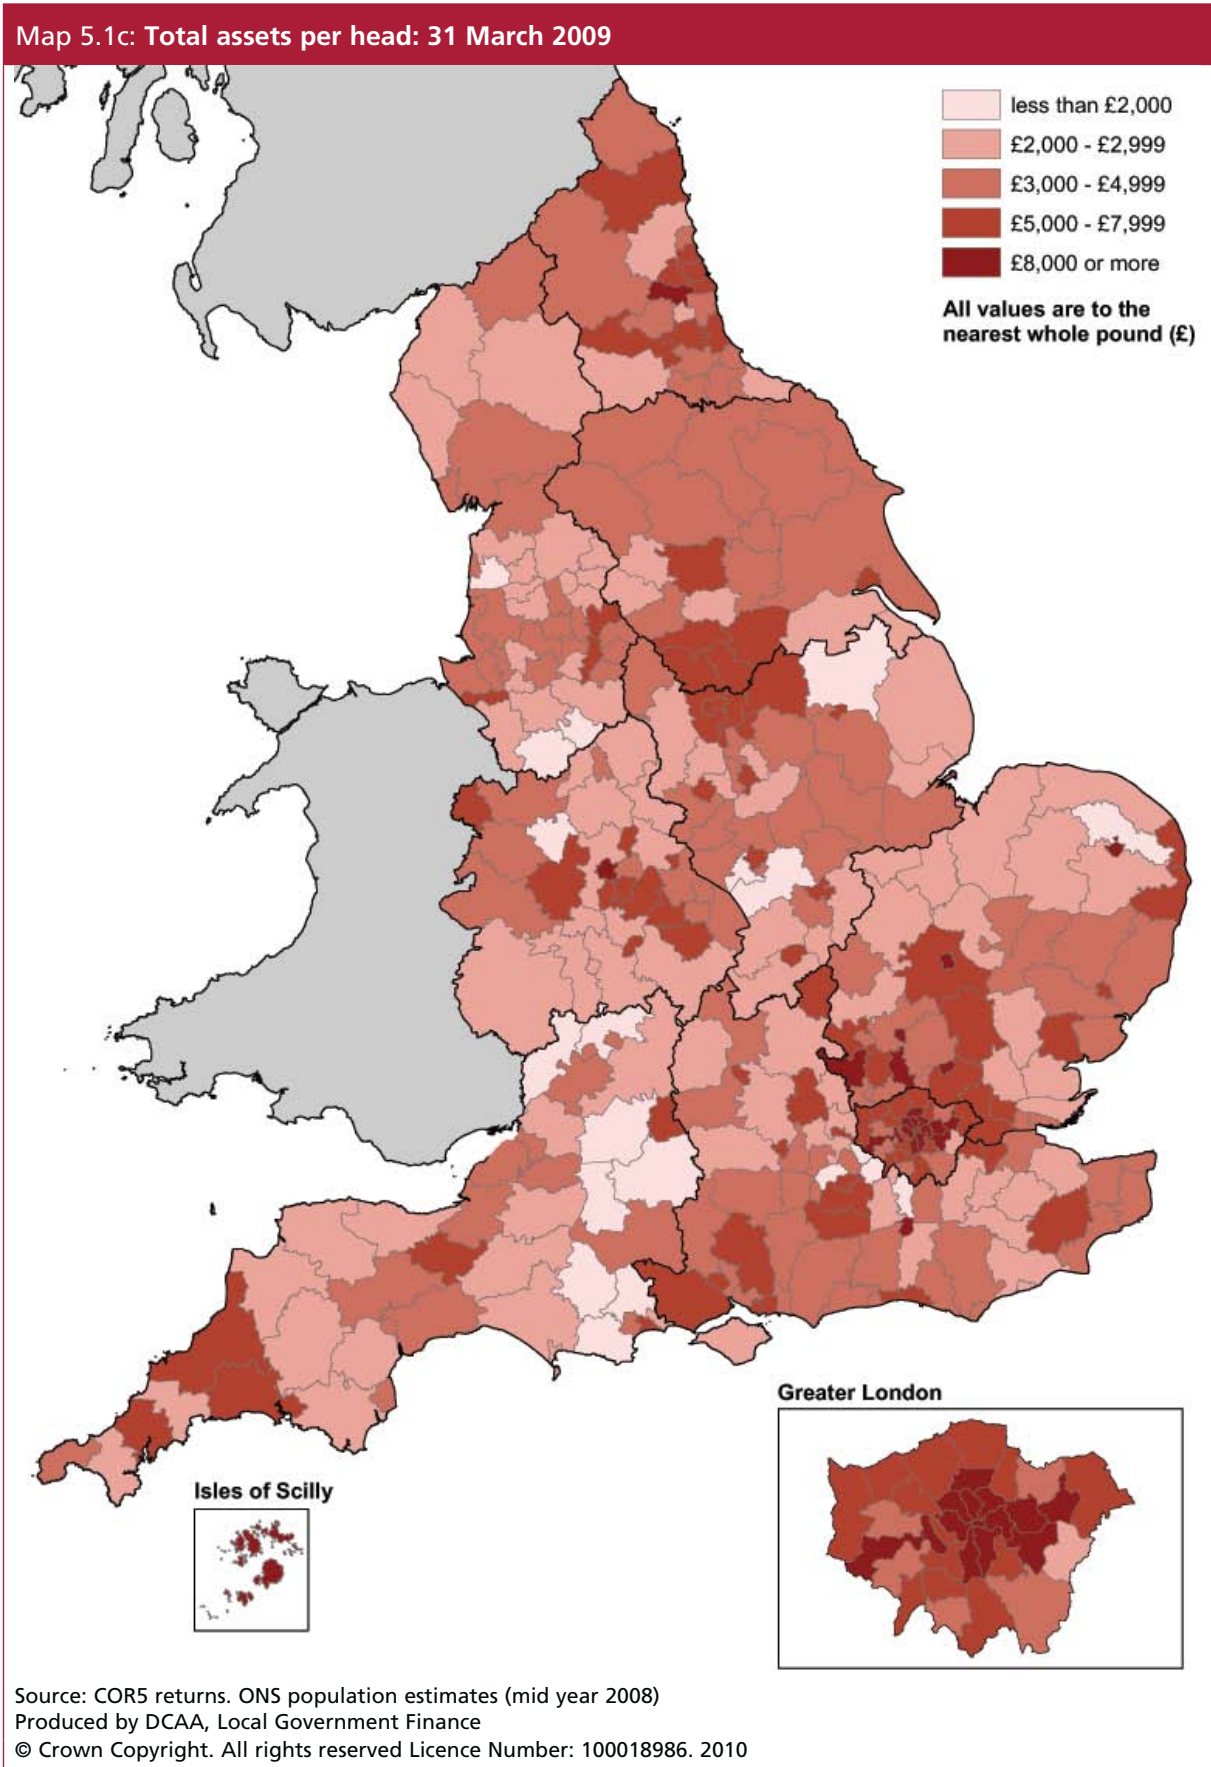 Map 5.1c: Total assets per head: 31 March 2009
less than £2,000
£2,000 - £2,999
£3,000 - £4,999
£5,000 - £7,999
£8,000 or more
All values are to the
nearest whole pound (£)
Greater London
Isles of Scilly
Source: COR5 returns. ONS population estimates (mid year 2008)
Produced by DCAA, Local Government Finance
© Crown Copyright. All rights reserved Licence Number: 100018986. 2010